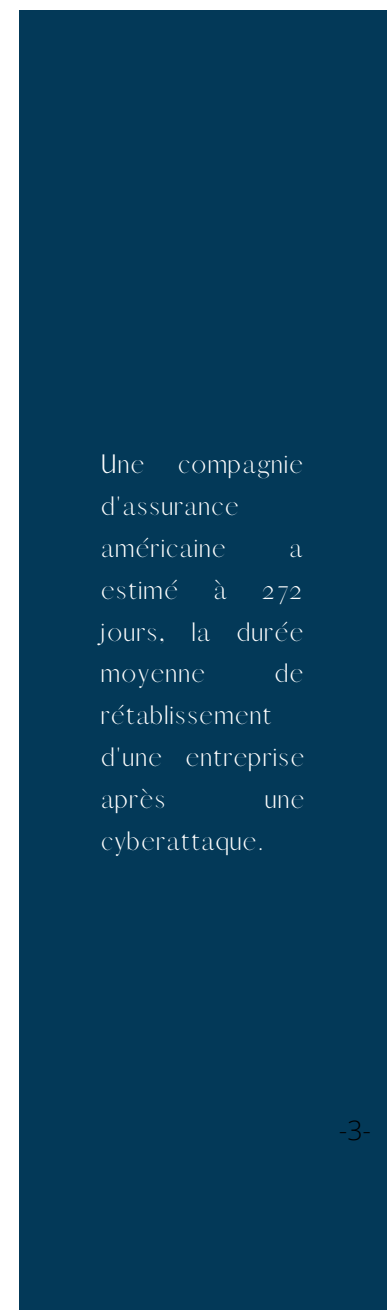 Une compagnie
d'assurance
américaine a
estimé à 272
jours, la durée
moyenne de
rétablissement
d'une entreprise
après une
cyberattaque.
-3-